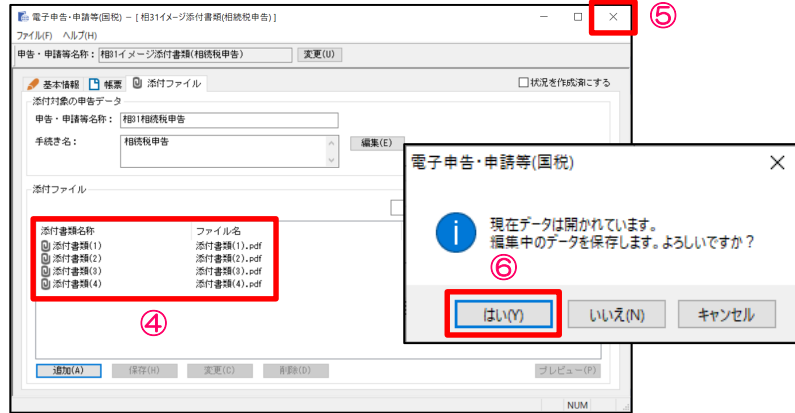 電子申告・申請等(国税) - [相31イメージ添付書類(相続税申告)]
⑤
ファイル(F) ヘルプ(H)
申告・申請等名称： 相31イメージ添付書類(相続税申告) 変更(U)
基本情報 帳票 添付ファイル 状況を作成済にする
添付対象の申告データ
申告・申請等名称： 相31相続税申告
手続き名： 相続税申告 編集(E)
添付ファイル
添付書類名称 ファイル名
添付書類(1) 添付書類(1).pdf
添付書類(2) 添付書類(2).pdf
添付書類(3) 添付書類(3).pdf
添付書類(4) 添付書類(4).pdf
④
追加(A) 保存(H) 変更(C) 削除(D) プレビュー(P)
NUM
電子申告・申請等(国税)
現在データは開かれています。
編集中のデータを保存します。よろしいですか？
⑥
はい(Y) いいえ(N) キャンセル